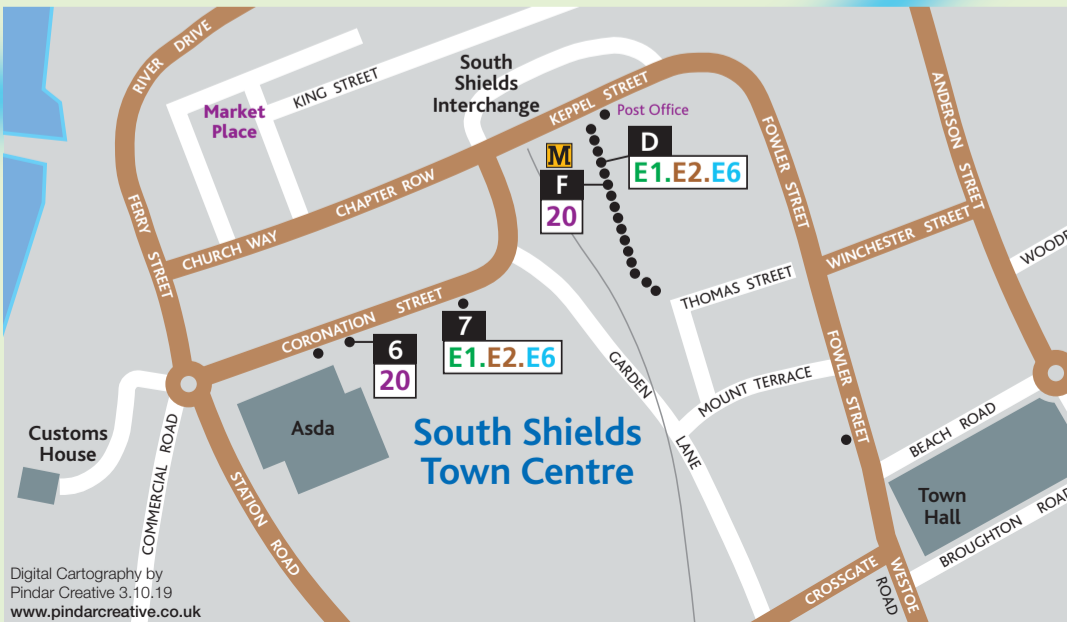 RIVER DRIVE
KING STREET
Market
Place
South
Shields
Interchange
KEPPEL STREET
Post Office
M
D
E1.E2.E6
F
20
ANDERSON STREET
FOWLER STREET
WINCHESTER STREET
CHAPTER ROW
CHURCH WAY
FERRY STREET
THOMAS STREET
CORONATION STREET
7
E1.E2.E6
6
20
GARDEN LANE
MOUNT TERRACE
FOWLER STREET
BEACH ROAD
Asda
South Shields
Town Centre
Customs
House
COMMERCIAL ROAD
STATION ROAD
Town
Hall
BROUGHTON ROAD
CROSSGATE
WESTOE
ROAD
Digital Cartography by
Pindar Creative 3.10.19
www.pindarcreative.co.uk